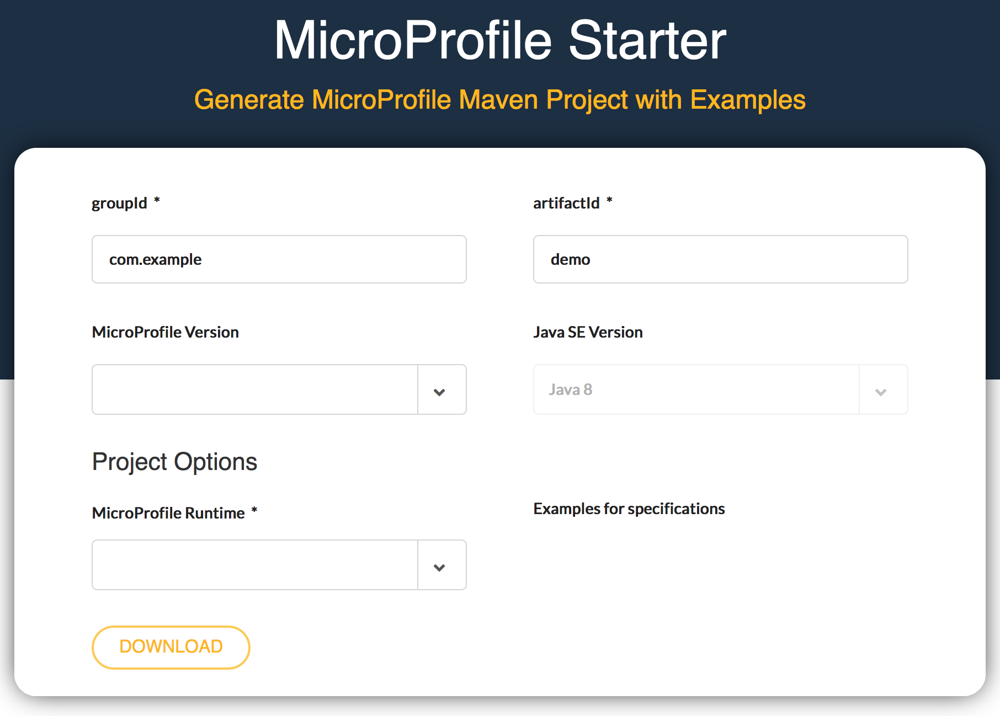 MicroProfile Starter
Generate MicroProfile Maven Project with Examples
groupId *
artifactId *
com.example
demo
MicroProfile Version
Java SE Version
Java 8
Project Options
MicroProfile Runtime *
Examples for specifications
DOWNLOAD